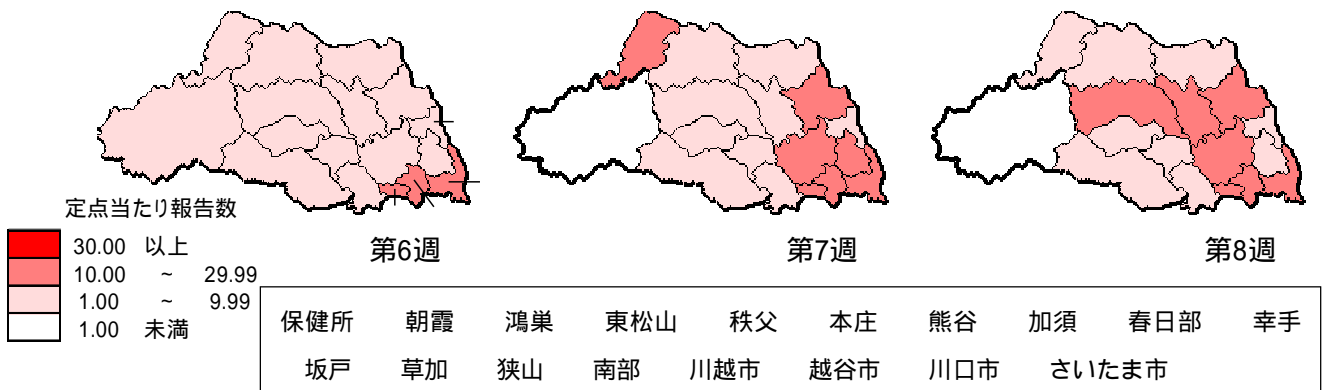 定点当たり報告数
30.00 以上
10.00 ~ 29.99
1.00 ~ 9.99
1.00 未満
第6週
第7週
第8週
保健所 朝霞 鴻巣 東松山 秩父 本庄 熊谷 加須 春日部 幸手
坂戸 草加 狭山 南部 川越市 越谷市 川口市 さいたま市